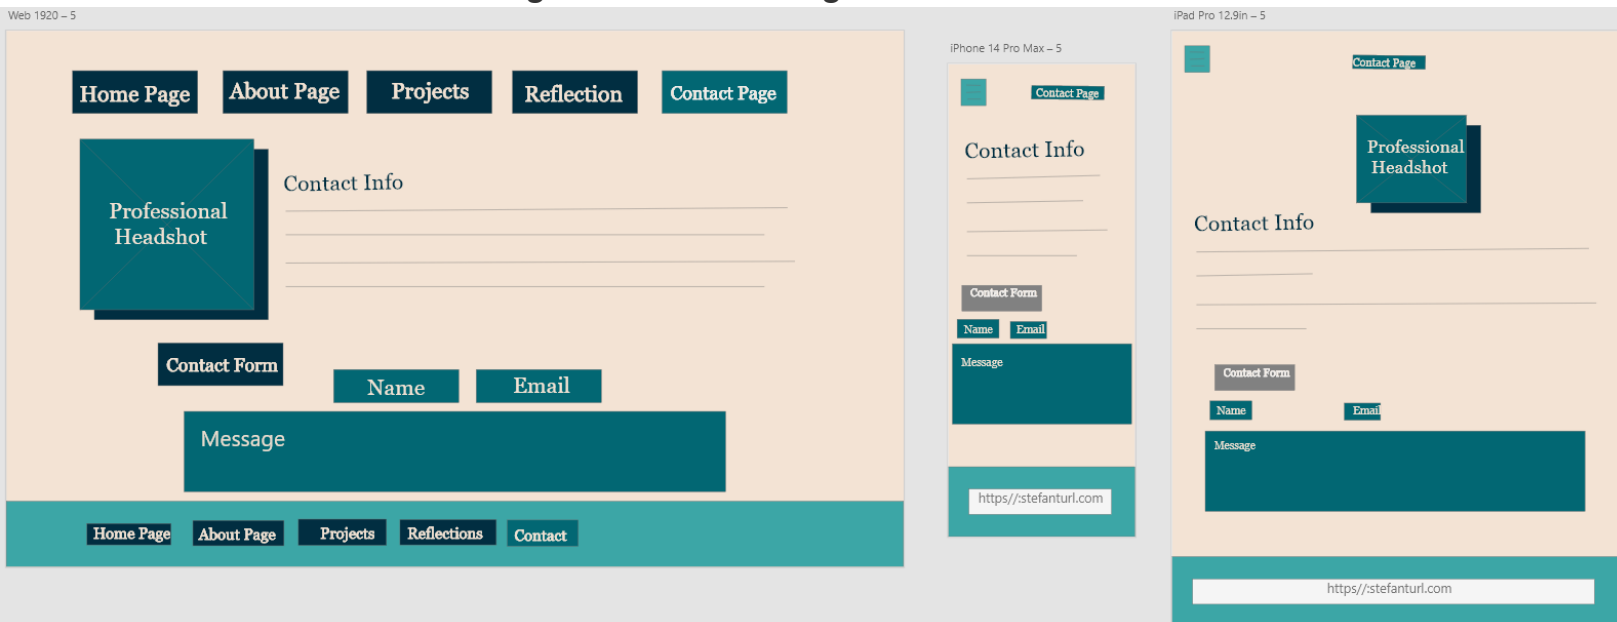 Web 1920 – 5
Home Page
About Page
Projects
Reflection
Contact Page
Professional
Headshot
Contact Info
Contact Form
Name
Email
Message
Home Page
About Page
Projects
Reflections
Contact
iPhone 14 Pro Max – 5
Contact Page
Contact Info
Contact Form
Name
Email
Message
https//:stefanturl.com
iPad Pro 12.9in – 5
Contact Page
Professional
Headshot
Contact Info
Contact Form
Name
Email
Message
https//:stefanturl.com